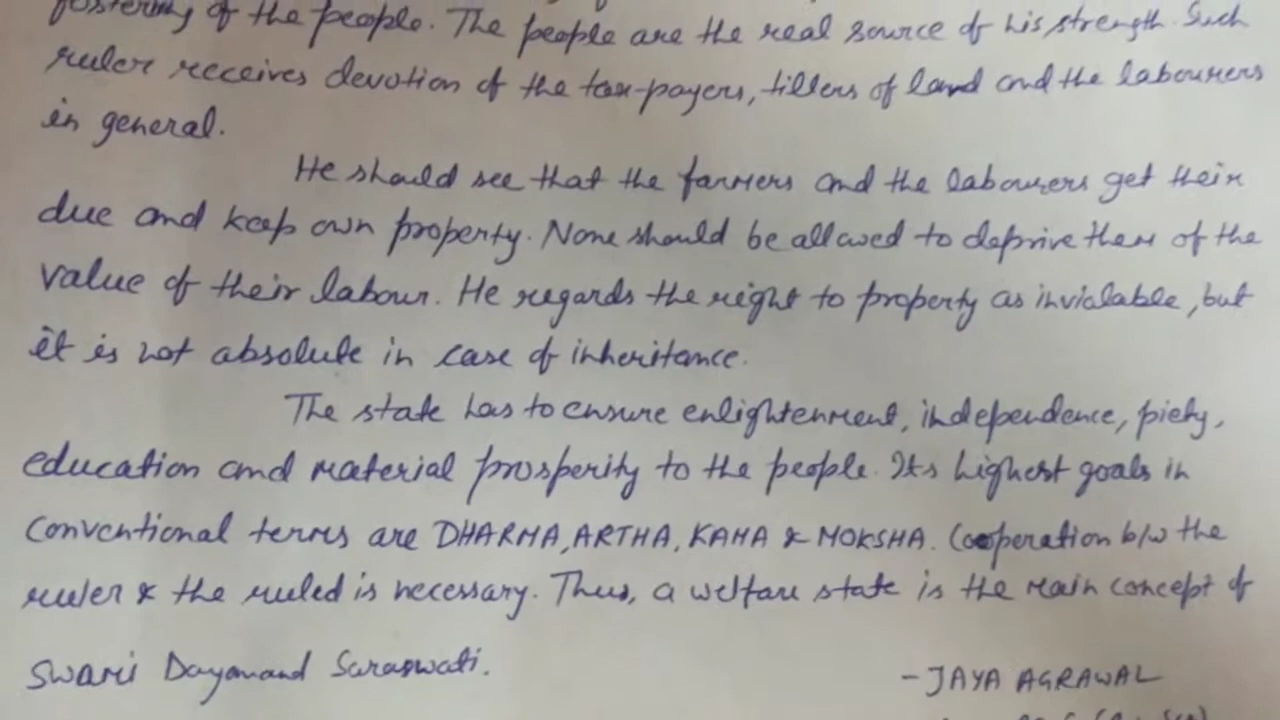 fostering of the people. The people are the real source of his strength. Such
ruler receives devotion of the tax-payers, tillers of land and the labourers
in general.
He should see that the farmers and the labourers get their
due and keep own property. None should be allowed to deprive them of the
value of their labour. He regards the right to property as inviolable, but
it is not absolute in case of inheritance.
The state has to ensure enlightenment, independence, piety,
education and material prosperity to the people. Its highest goals in
conventional terms are DHARMA, ARTHA, KAMA & MOKSHA. Cooperation b/w the
ruler & the ruled is necessary. Thus, a welfare state is the main concept of
Swami Dayanand Saraswati.
- JAYA AGRAWAL